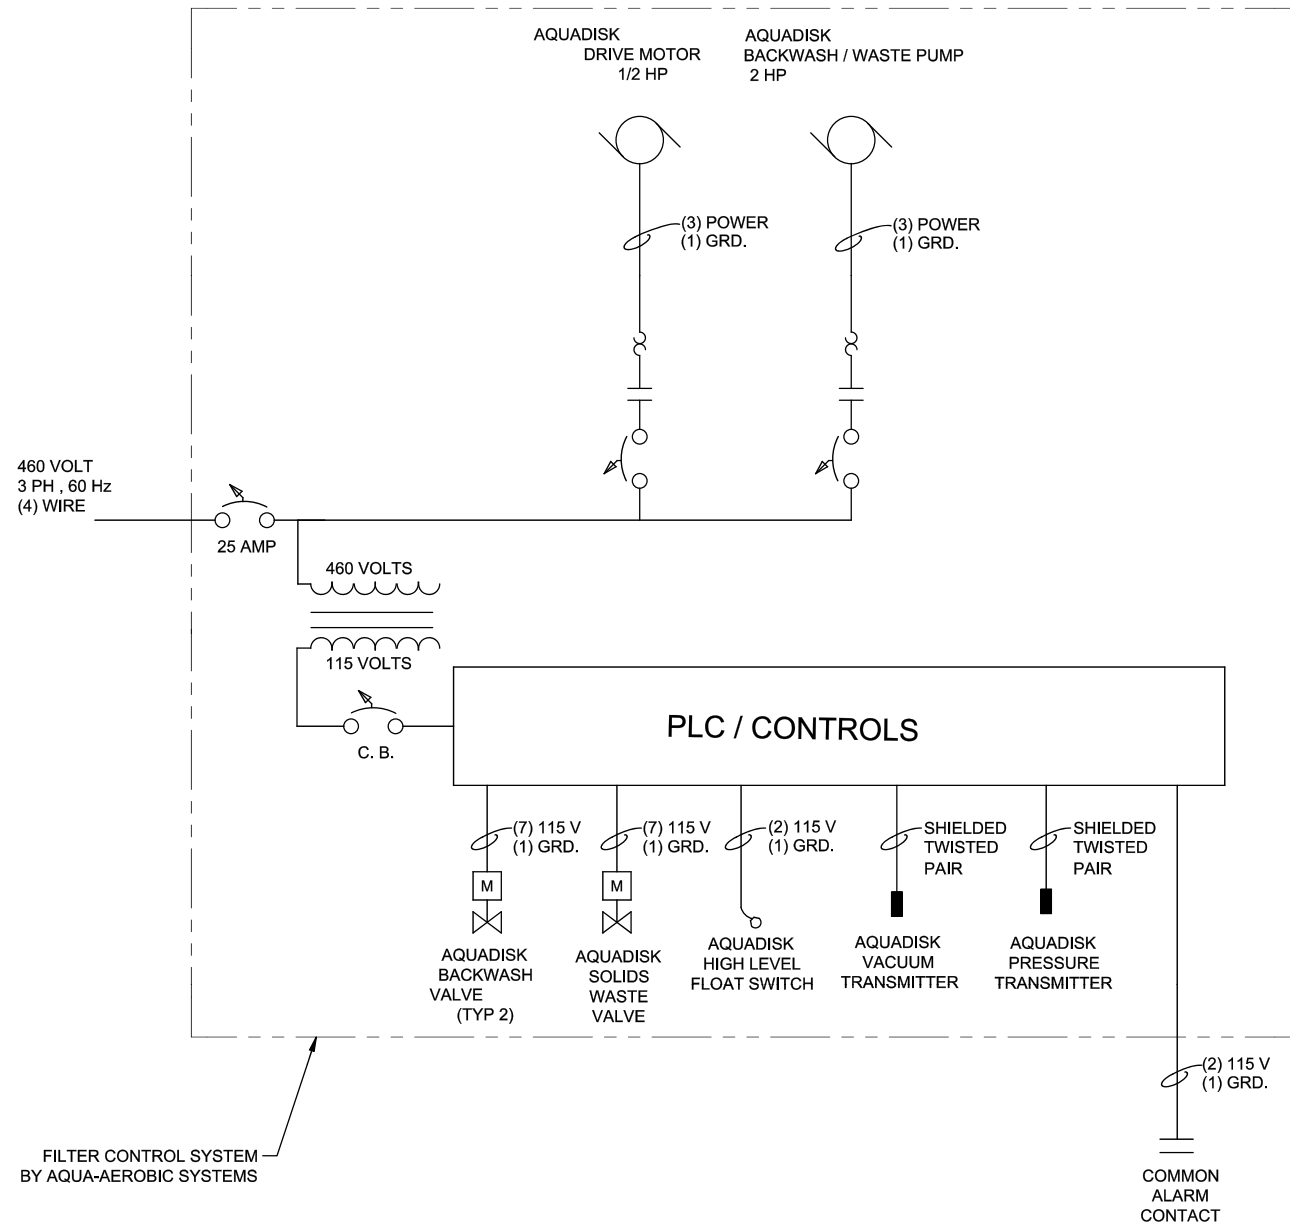 AQUADISK
DRIVE MOTOR
1/2 HP
AQUADISK
BACKWASH / WASTE PUMP
2 HP
(3) POWER
(1) GRD.
(3) POWER
(1) GRD.
460 VOLT
3 PH , 60 Hz
(4) WIRE
25 AMP
460 VOLTS
115 VOLTS
C. B.
PLC / CONTROLS
(7) 115 V
(1) GRD.
(7) 115 V
(1) GRD.
(2) 115 V
(1) GRD.
SHIELDED
TWISTED
PAIR
SHIELDED
TWISTED
PAIR
M
M
AQUADISK
BACKWASH
VALVE
(TYP 2)
AQUADISK
SOLIDS
WASTE
VALVE
AQUADISK
HIGH LEVEL
FLOAT SWITCH
AQUADISK
VACUUM
TRANSMITTER
AQUADISK
PRESSURE
TRANSMITTER
(2) 115 V
(1) GRD.
FILTER CONTROL SYSTEM
BY AQUA-AEROBIC SYSTEMS
COMMON
ALARM
CONTACT